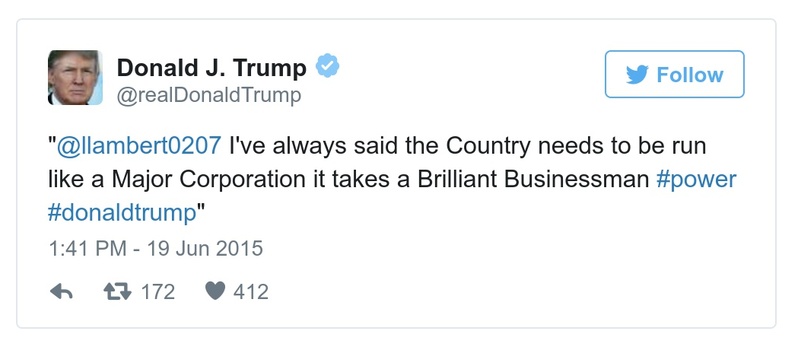 Donald J. Trump
@realDonaldTrump
Follow
"@llambert0207 I've always said the Country needs to be run
like a Major Corporation it takes a Brilliant Businessman #power
#donaldtrump"
1:41 PM - 19 Jun 2015
172 412